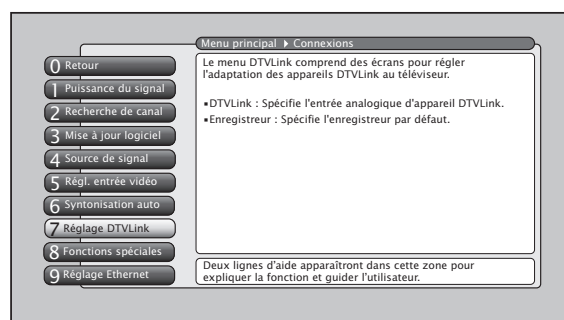 Menu principal ▶ Connexions
0 Retour
1 Puissance du signal
2 Recherche de canal
3 Mise à jour logiciel
4 Source de signal
5 Régl. entrée vidéo
6 Syntonisation auto
7 Réglage DTVLink
8 Fonctions spéciales
9 Réglage Ethernet
Le menu DTVLink comprend des écrans pour régler
l'adaptation des appareils DTVLink au téléviseur.
▪DTVLink : Spécifie l'entrée analogique d'appareil DTVLink.
▪Enregistreur : Spécifie l'enregistreur par défaut.
Deux lignes d'aide apparaîtront dans cette zone pour
expliquer la fonction et guider l'utilisateur.